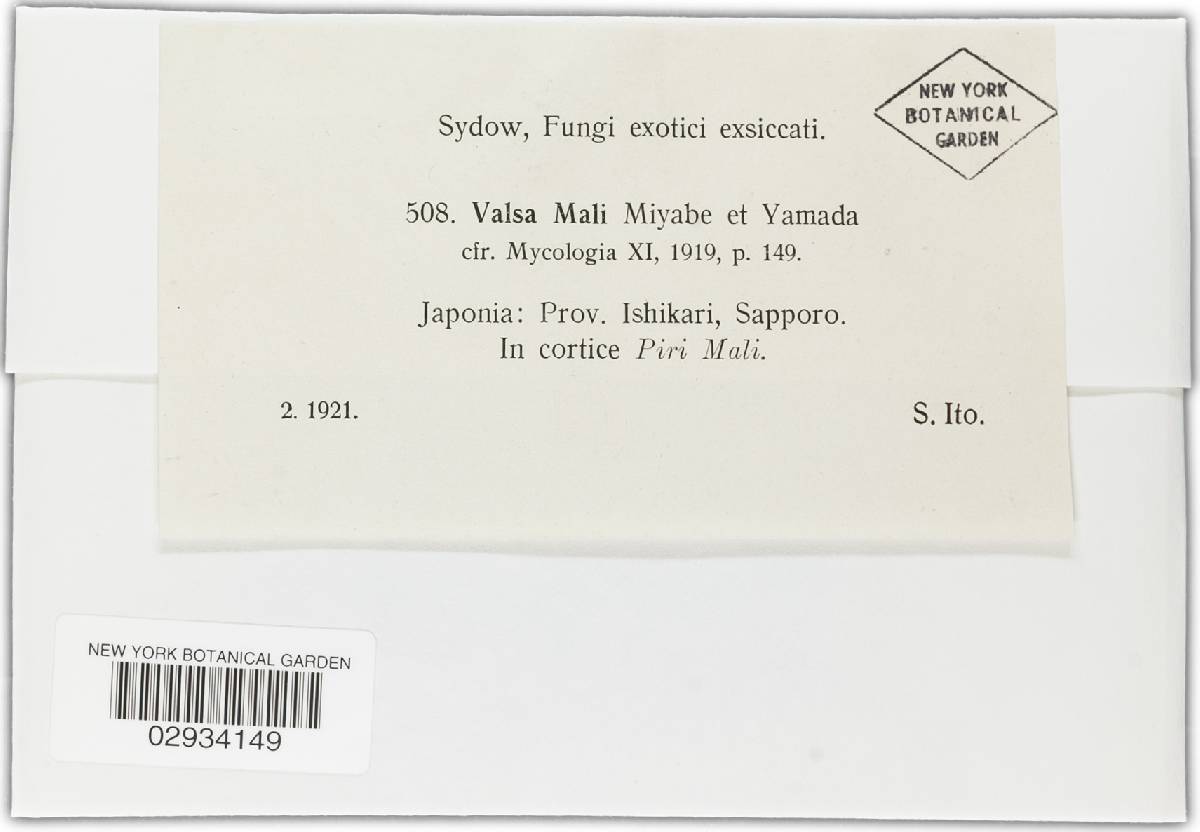 NEW YORK
BOTANICAL
GARDEN
Sydow, Fungi exotici exsiccati.
508. Valsa Mali Miyabe et Yamada
cfr. Mycologia XI, 1919, p. 149.
Japonia: Prov. Ishikari, Sapporo.
In cortice Piri Mali.
2. 1921. S. Ito.
NEW YORK BOTANICAL GARDEN
02934149